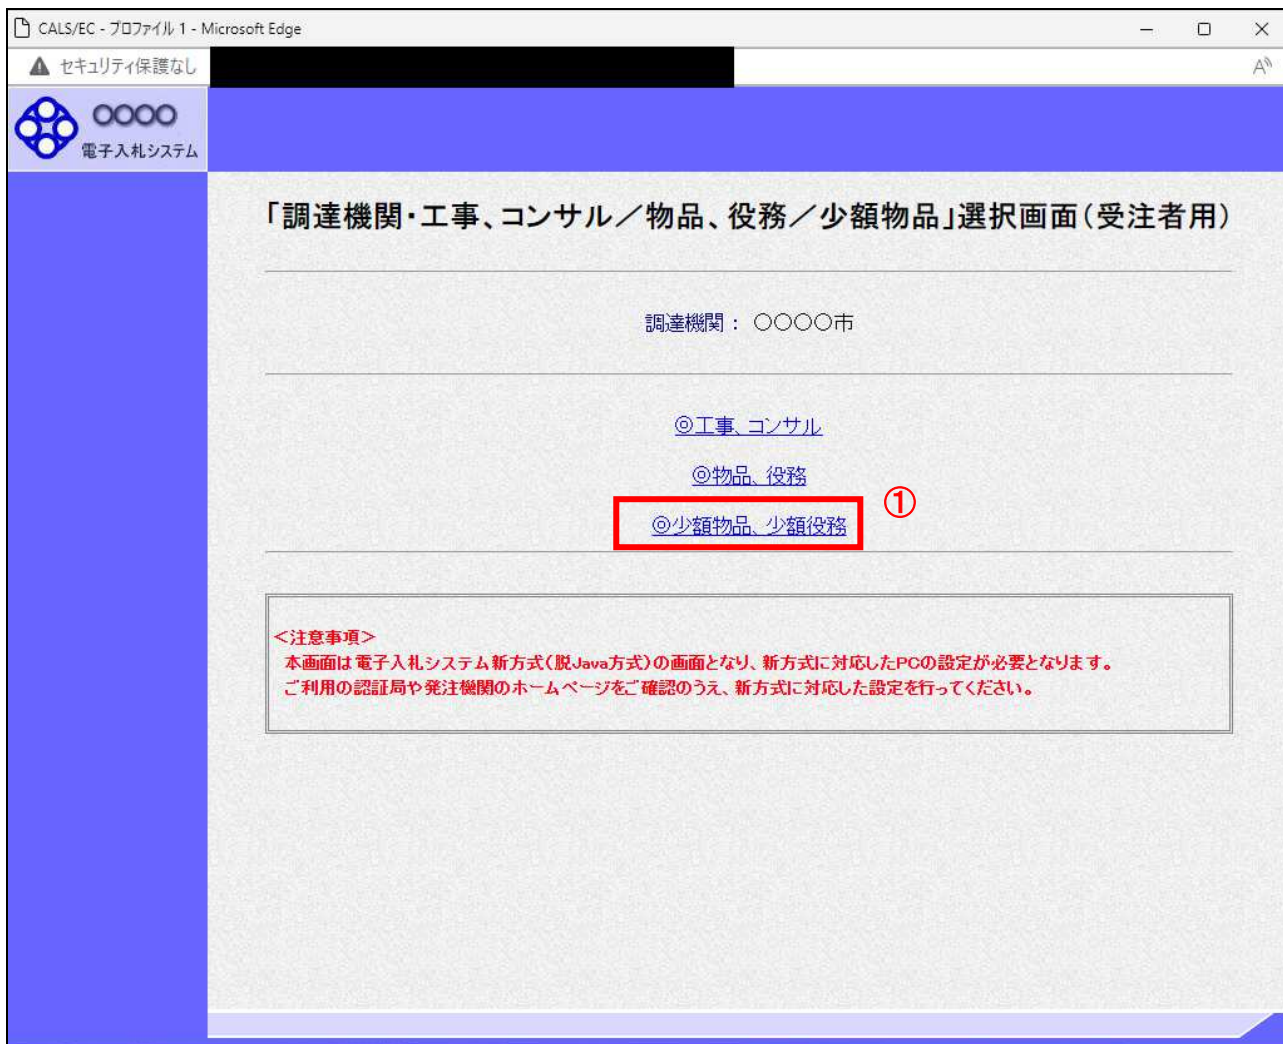 CALS/EC - プロファイル 1 - Microsoft Edge
セキュリティ保護なし
○○○○
電子入札システム
「調達機関・工事、コンサル／物品、役務／少額物品」選択画面（受注者用）
調達機関： ○○○○市
◎工事、コンサル
◎物品、役務
◎少額物品、少額役務
①
＜注意事項＞
本画面は電子入札システム新方式（脱Java方式）の画面となり、新方式に対応したPCの設定が必要となります。
ご利用の認証局や発注機関のホームページをご確認のうえ、新方式に対応した設定を行ってください。